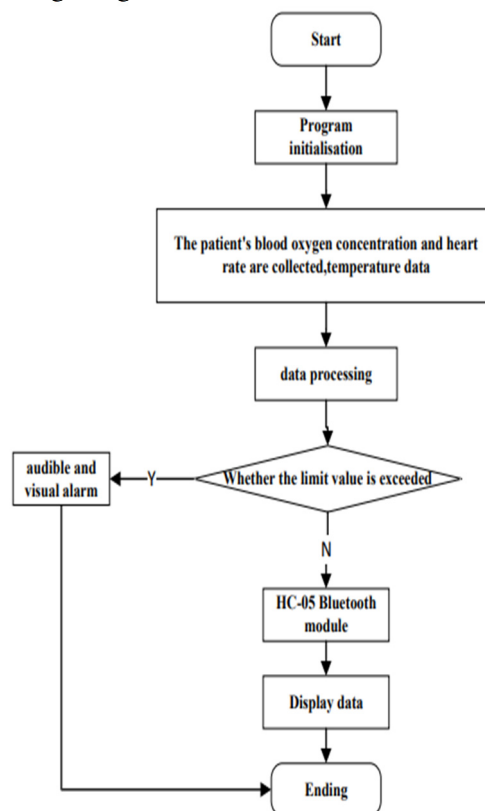 Start
Program
initialisation
The patient's blood oxygen concentration and heart
rate are collected,temperature data
data processing
Whether the limit value is exceeded
Y
audible and
visual alarm
N
HC-05 Bluetooth
module
Display data
Ending